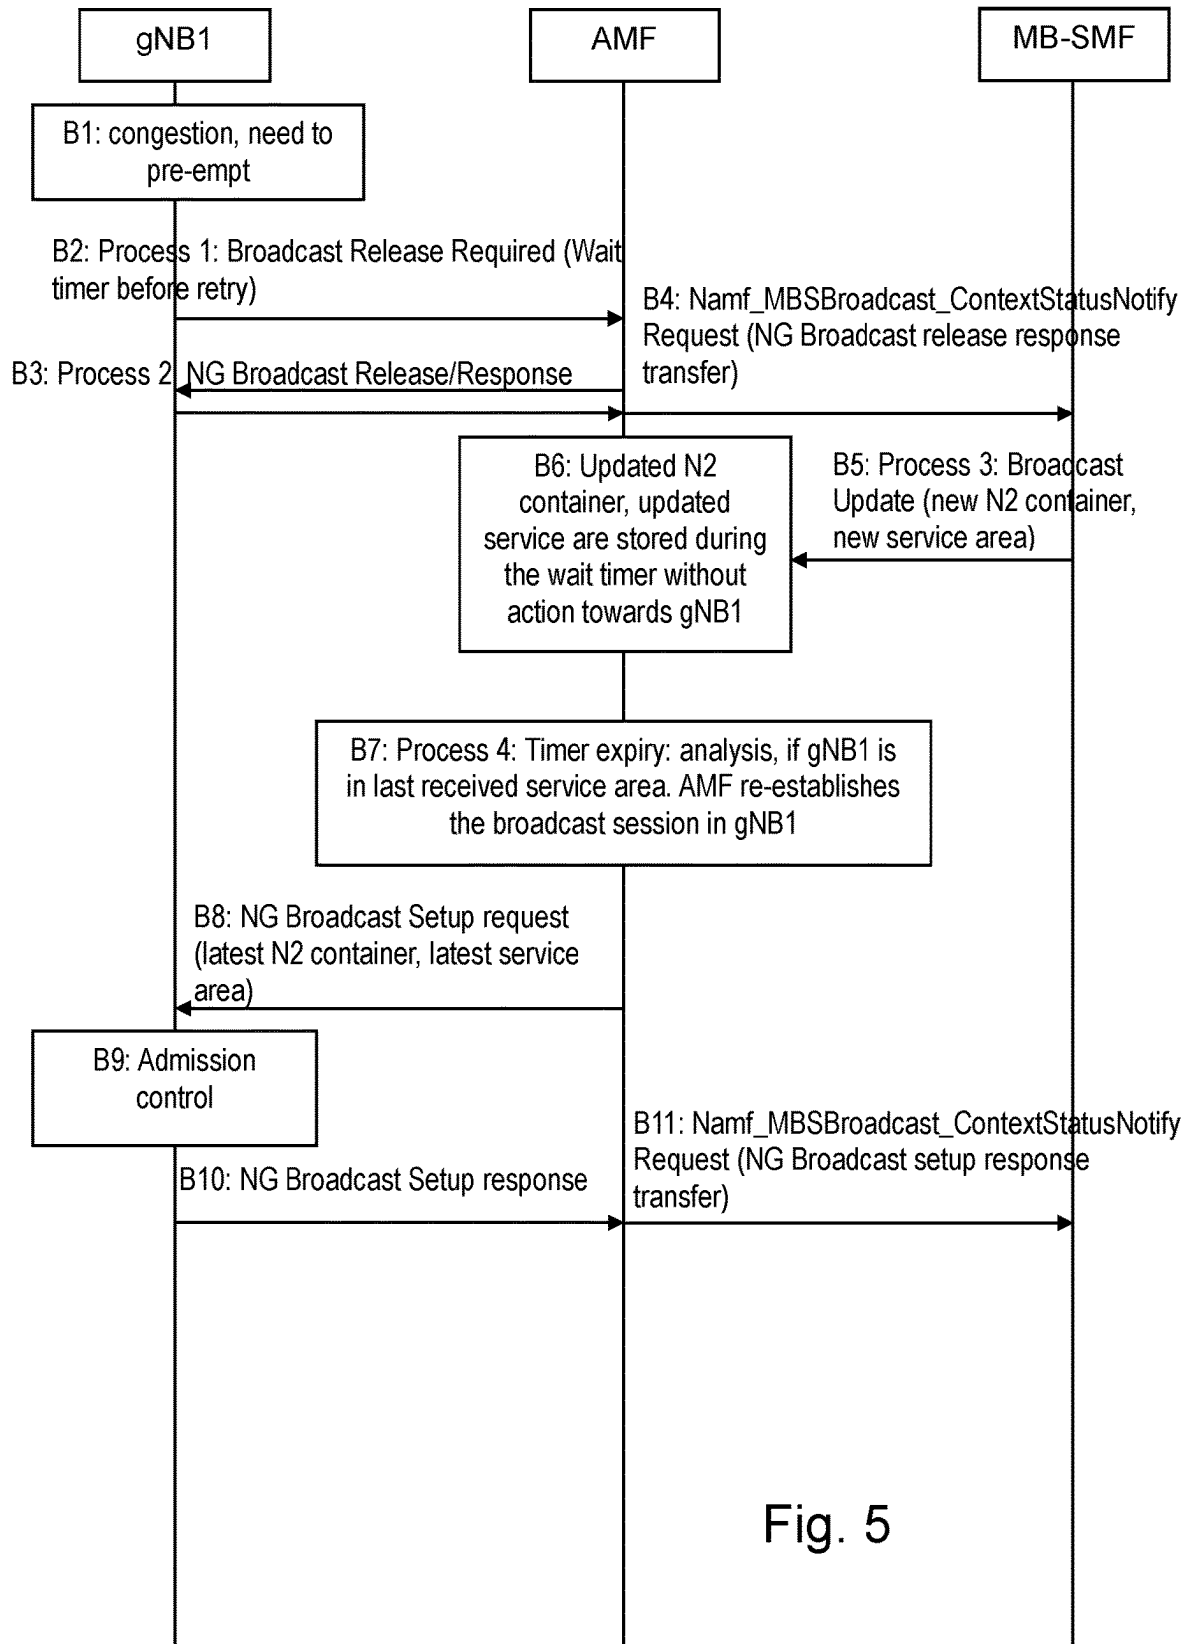 gNB1
AMF
MB-SMF
B1: congestion, need to
pre-empt
B2: Process 1: Broadcast Release Required (Wait
timer before retry)
B4: Namf_MBSBroadcast_ContextStatusNotify
Request (NG Broadcast release response
transfer)
B3: Process 2 NG Broadcast Release/Response
B6: Updated N2
container, updated
service are stored during
the wait timer without
action towards gNB1
B5: Process 3: Broadcast
Update (new N2 container,
new service area)
B7: Process 4: Timer expiry: analysis, if gNB1 is
in last received service area. AMF re-establishes
the broadcast session in gNB1
B8: NG Broadcast Setup request
(latest N2 container, latest service
area)
B9: Admission
control
B11: Namf_MBSBroadcast_ContextStatusNotify
Request (NG Broadcast setup response
transfer)
B10: NG Broadcast Setup response
Fig. 5